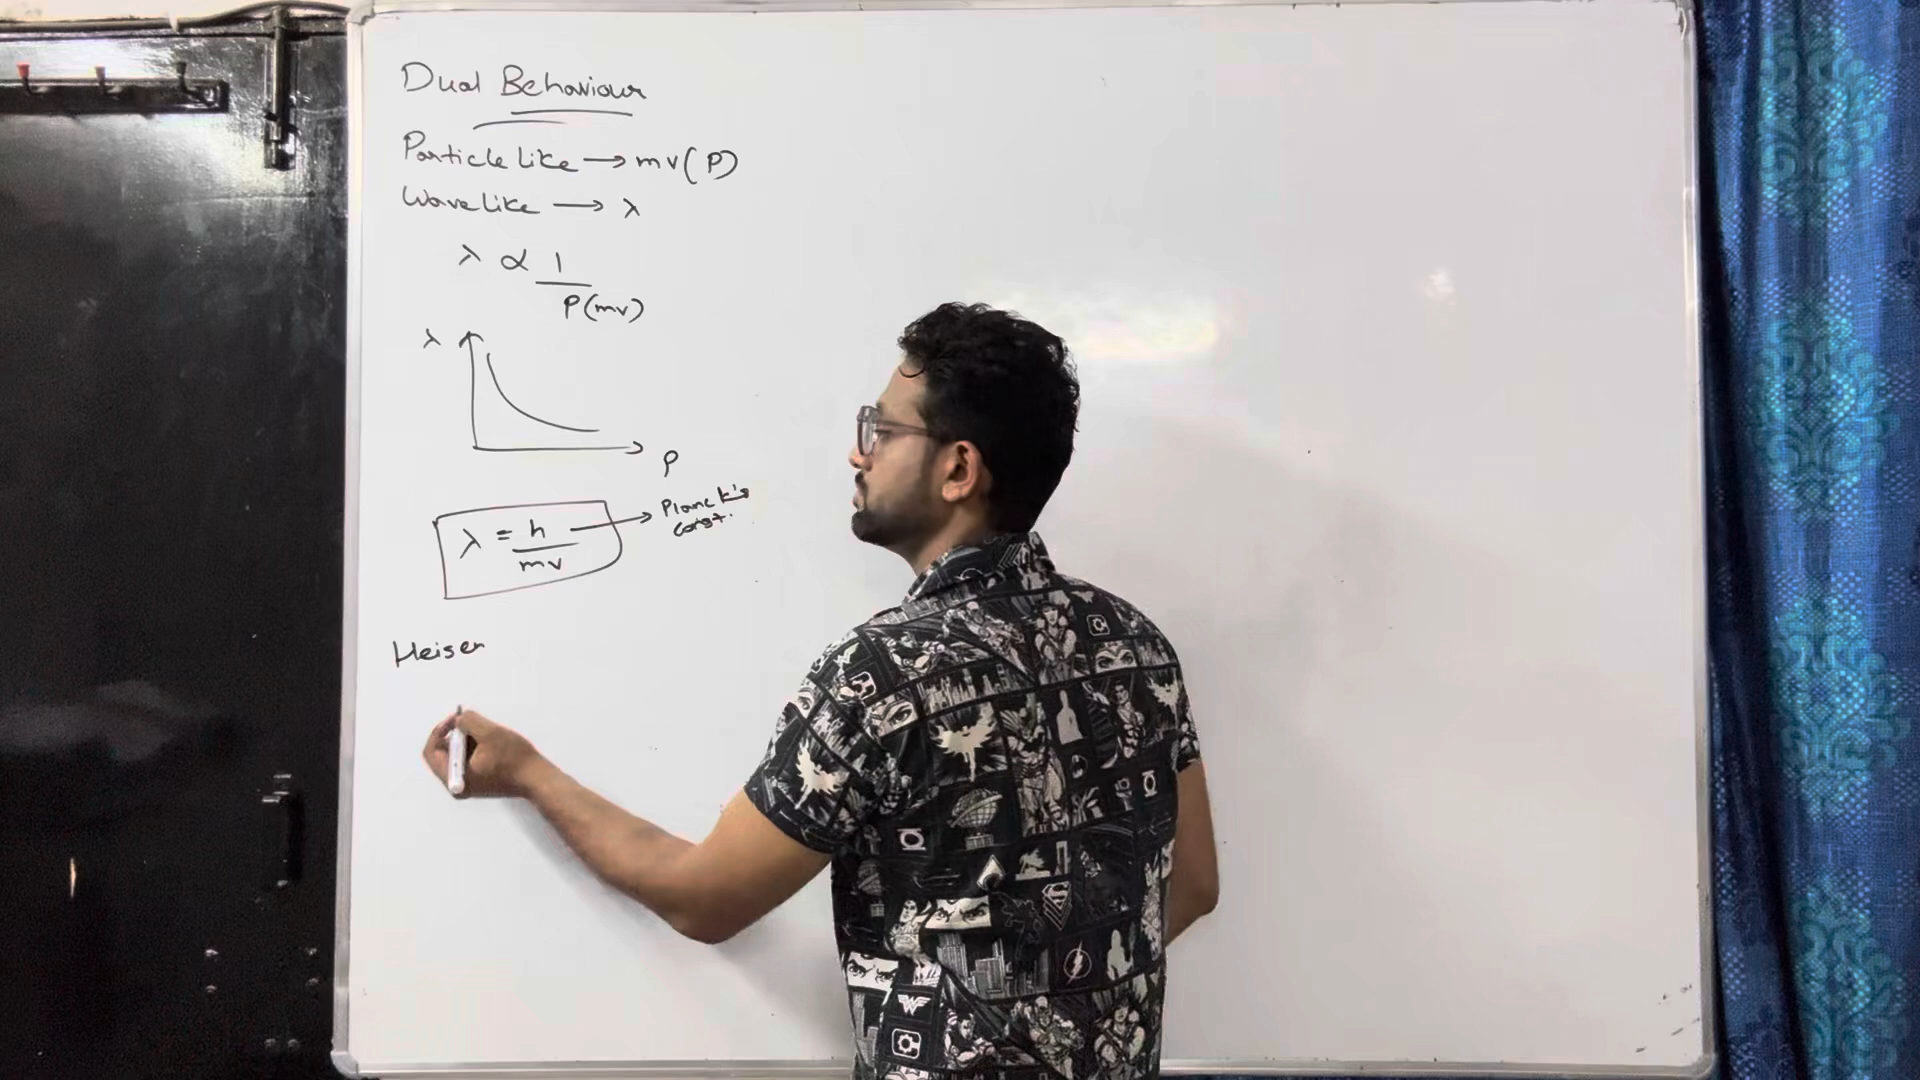 Dual Behaviour
Particle like → mv(P)
Wave like → λ
λ ∝ 1
P(mv)
λ
P
λ = h → Planck's
const.
mv
Heisen